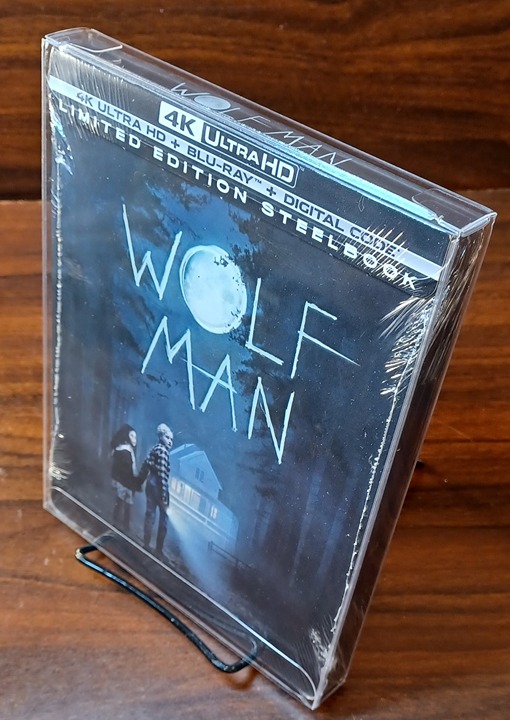 WOLF MAN
4K ULTRA HD
4K ULTRA HD + BLU-RAY™ + DIGITAL CODE
LIMITED EDITION STEELBOOK
WOLF
MAN